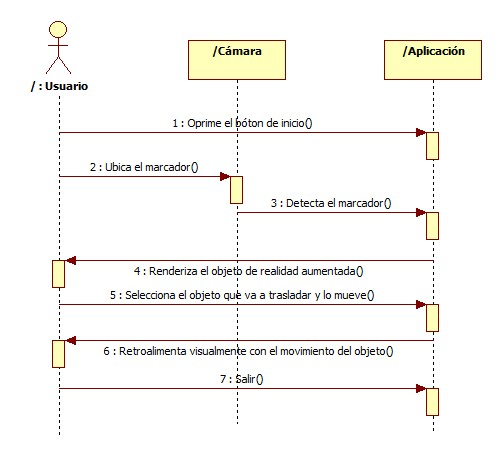 /Cámara
/Aplicación
/ : Usuario
1 : Oprime el bóton de inicio()
2 : Ubica el marcador()
3 : Detecta el marcador()
4 : Renderiza el objeto de realidad aumentada()
5 : Selecciona el objeto que va a trasladar y lo mueve()
6 : Retroalimenta visualmente con el movimiento del objeto()
7 : Salir()